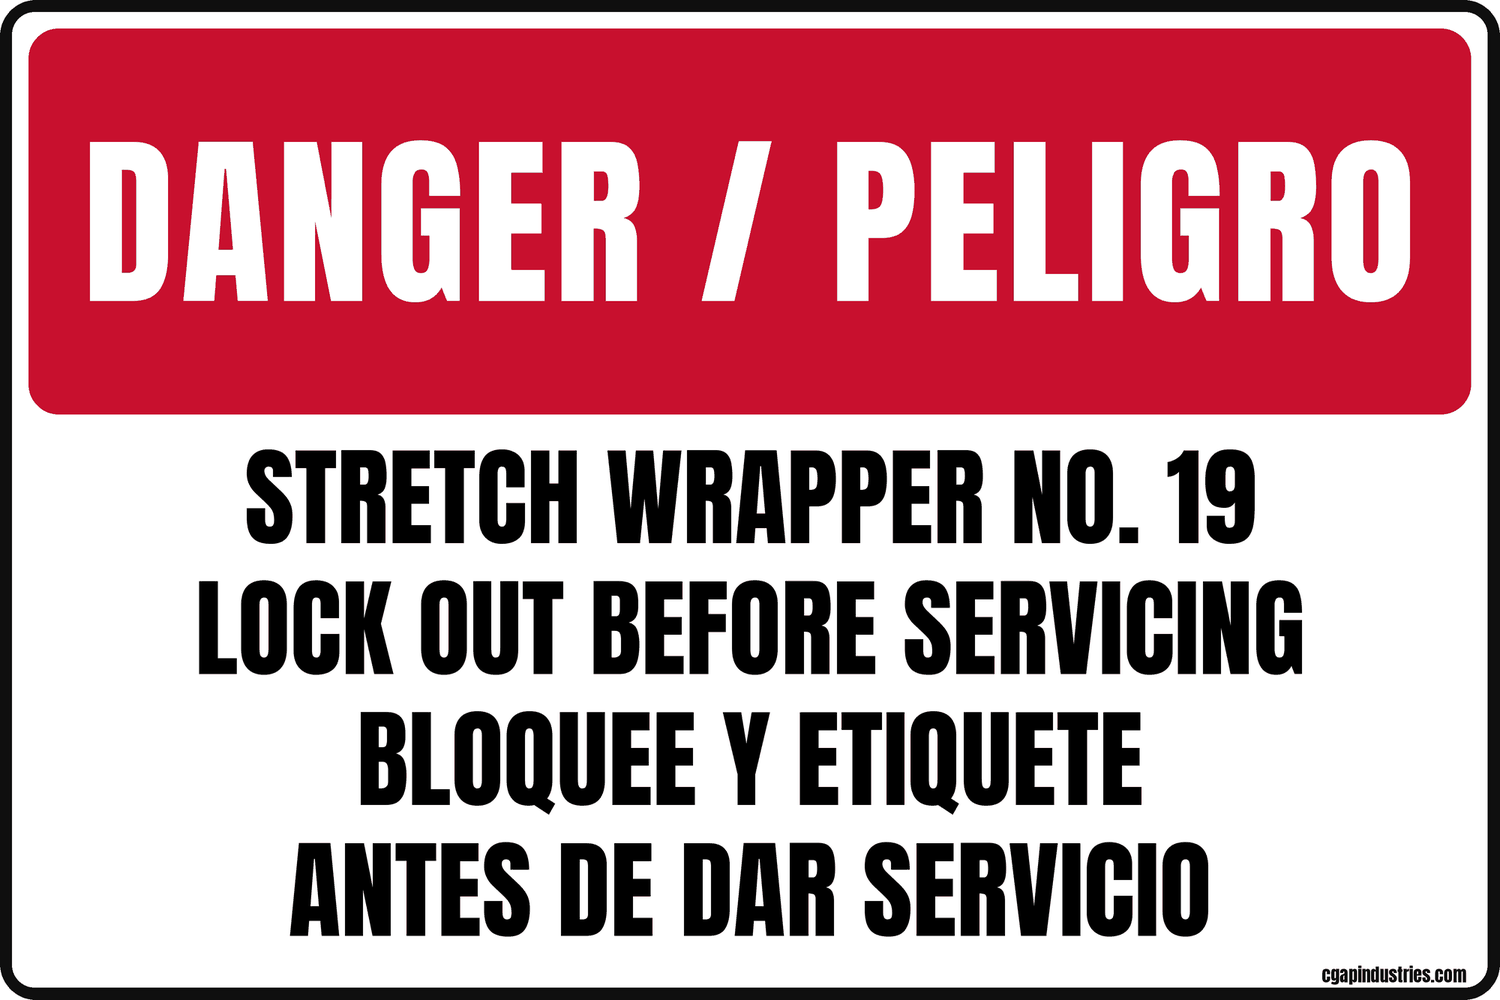 DANGER / PELIGRO
STRETCH WRAPPER NO. 19
LOCK OUT BEFORE SERVICING
BLOQUEE Y ETIQUETE
ANTES DE DAR SERVICIO
cgapindustries.com